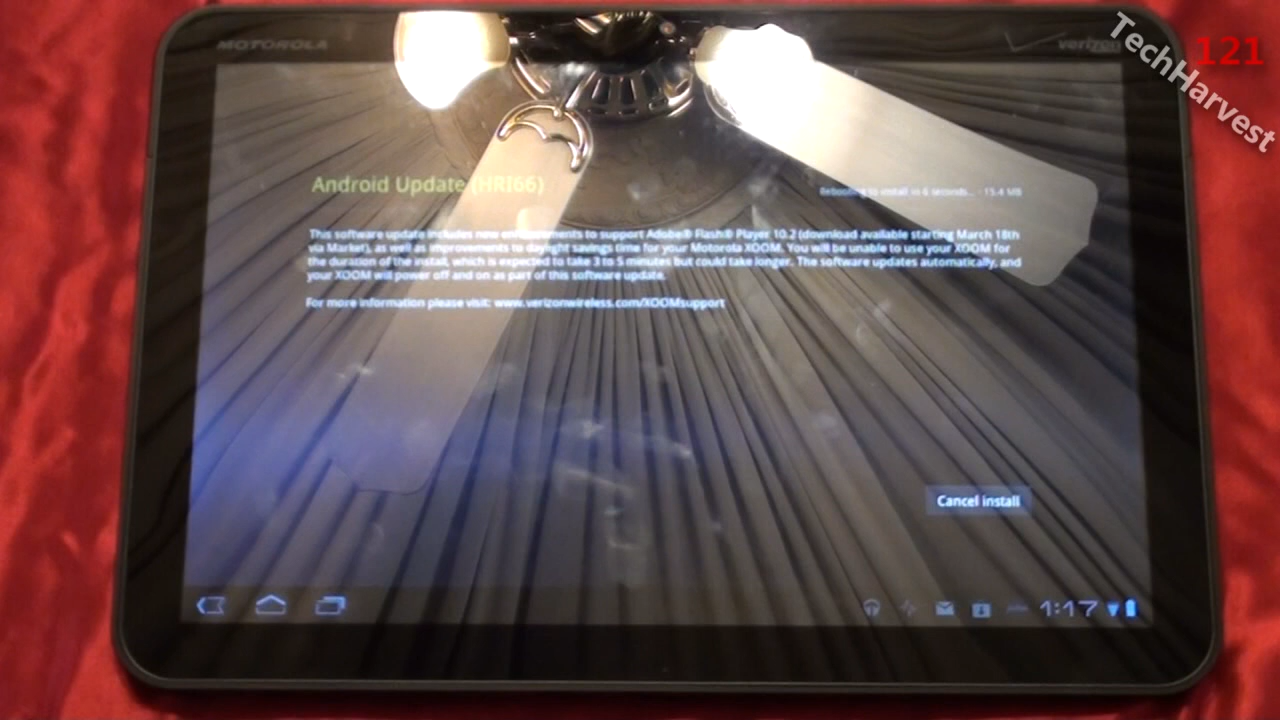 MOTOROLA
verizon
TechHarvest
121
Android Update (HRI66)
Rebooting to install in 6 seconds... - 15.4 MB
This software update includes new enhancements to support Adobe® Flash® Player 10.2 (download available starting March 18th
via Market), as well as improvements to daylight savings time for your Motorola XOOM. You will be unable to use your XOOM for
the duration of the install, which is expected to take 3 to 5 minutes but could take longer. The software updates automatically, and
your XOOM will power off and on as part of this software update.
For more information please visit: www.verizonwireless.com/XOOMsupport
Cancel install
1:17